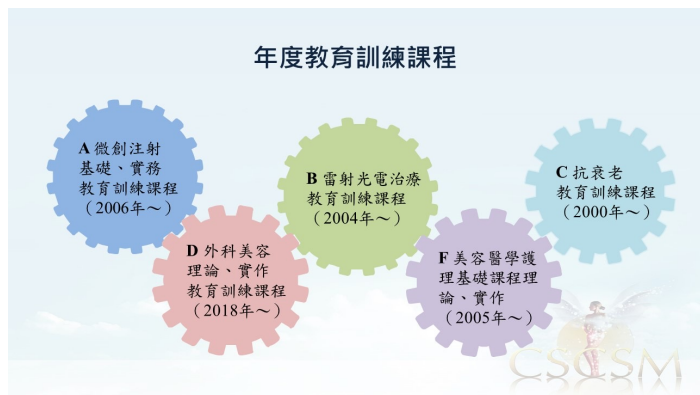 年度教育訓練課程
A 微創注射
基礎、實務
教育訓練課程
（2006年～）
B 雷射光電治療
教育訓練課程
（2004年～）
C 抗衰老
教育訓練課程
（2000年～）
D 外科美容
理論、實作
教育訓練課程
（2018年～）
F 美容醫學護
理基礎課程理
論、實作
（2005年～）
CSCSM